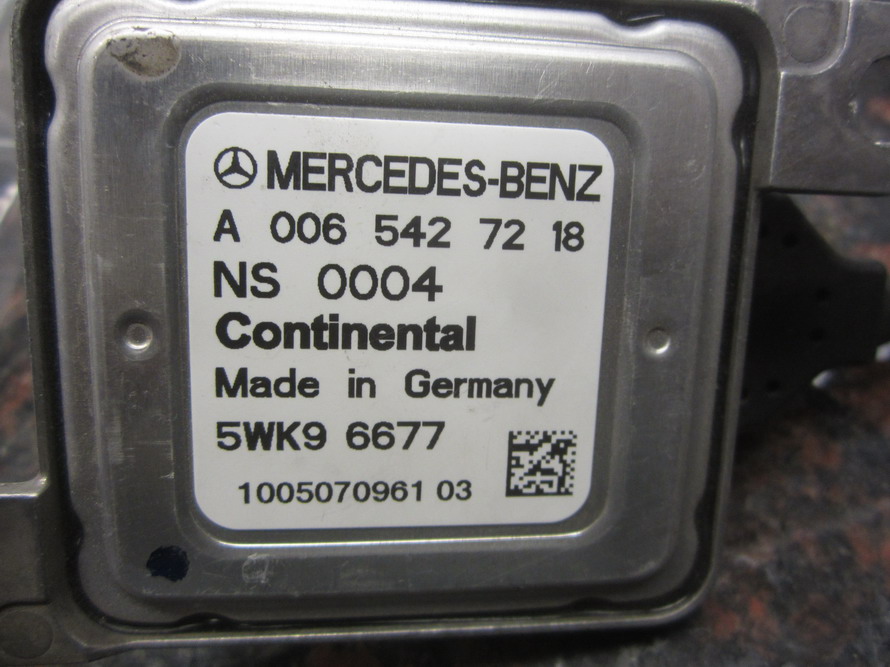 MERCEDES-BENZ
A 006 542 72 18
NS 0004
Continental
Made in Germany
5WK9 6677
1005070961 03